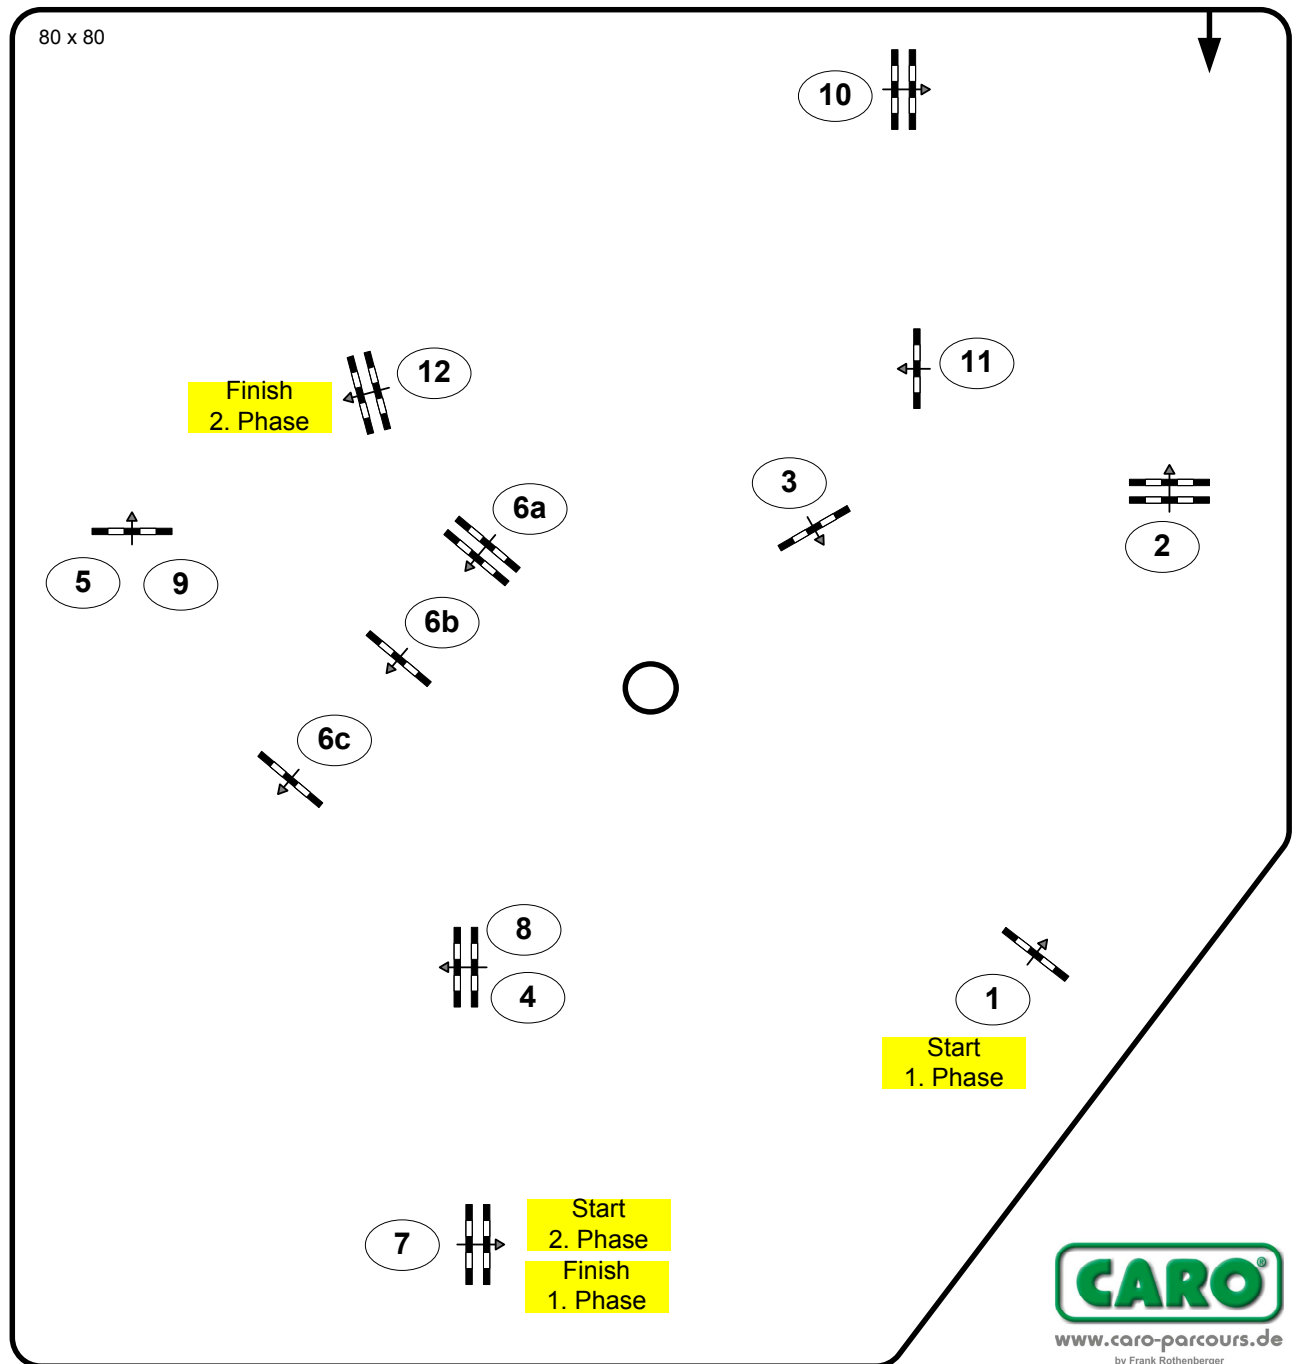 80 x 80
10
12
11
Finish
2. Phase
3
6a
2
5
9
6b
6c
8
4
1
Start
1. Phase
7
Start
2. Phase
Finish
1. Phase
CARO®
www.caro-parcours.de
by Frank Rothenberger